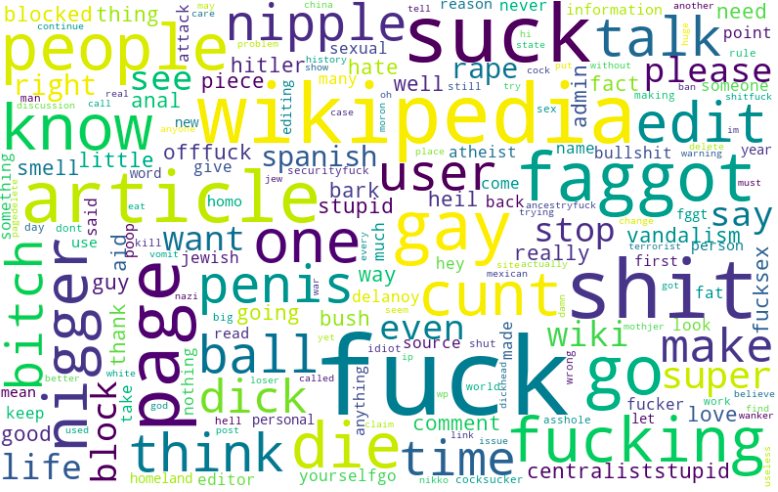 blocked thing
continue
people
nipple
attack
care
may
china
reason
tell
hi
state
never
another
information
suck
talk
huge
need
point
problem
history
show
oh
cock
put
try
without
rule
right
see
piece
hitler
sexual
many
hate
well
still
rape
please
someone
fact
making
ban
shitfuck
man
real
discussion
call
anal
know
wikipedia
editing
anyone
case
moron
sex
admin
im
delete
warning
year
edit
new
offfuck
place
name
bullshit
little
word
give
securityfuck
jew
spanish
atheist
smell
something
pagedelete
eat
homo
bark
user
come
ancestryfuck
must
faggot
article
day
dont
said
poop
kill
stupid
heil
back
trying
fggt
change
say
use
want
jewish
every
much
one
gay
hey
really
stop
vandalism
terrorist
person
bitch
nigger
aid
vomit
guy
way
site
actually
mexican
first
penis
nazi
war
delanoy
cunt
got
fat
fucksex
shit
page
big
going
bush
seem
damn
go
thank
god
read
yet
even
wiki
mothjer
look
ball
idiot
source
shut
made
wrong
make
mean
better
white
nothing
loser
called
ip
fuck
world
dickhead
super
keep
used
take
dick
anything
wp
fucker
work
believe
block
hell
personal
comment
asshole
let
love
wanker
find
good
post
claim
link
issue
fucking
useless
life
think
die
time
centraliststupid
homeland
editor
yourselfgo
nikko
cocksucker